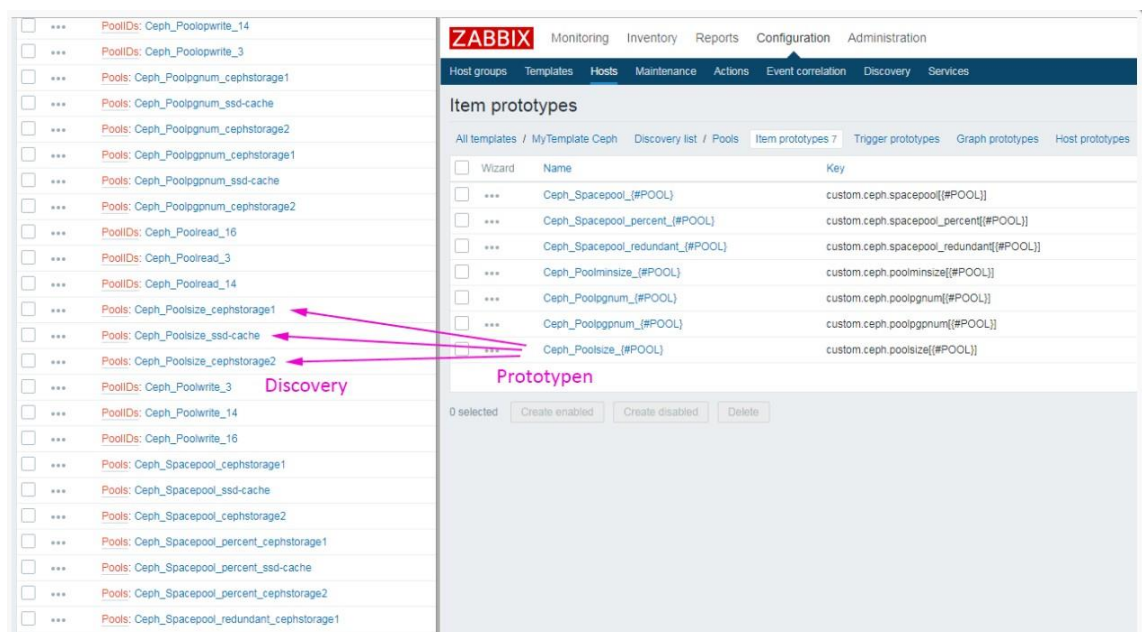 PoolIDs: Ceph_Poolopwrite_14
PoolIDs: Ceph_Poolopwrite_3
Pools: Ceph_Poolpgnum_cephstorage1
Pools: Ceph_Poolpgnum_ssd-cache
Pools: Ceph_Poolpgnum_cephstorage2
Pools: Ceph_Poolpgpnum_cephstorage1
Pools: Ceph_Poolpgpnum_ssd-cache
Pools: Ceph_Poolpgpnum_cephstorage2
PoolIDs: Ceph_Poolread_16
PoolIDs: Ceph_Poolread_3
PoolIDs: Ceph_Poolread_14
Pools: Ceph_Poolsize_cephstorage1
Pools: Ceph_Poolsize_ssd-cache
Pools: Ceph_Poolsize_cephstorage2
PoolIDs: Ceph_Poolwrite_3
Discovery
PoolIDs: Ceph_Poolwrite_14
PoolIDs: Ceph_Poolwrite_16
Pools: Ceph_Spacepool_cephstorage1
Pools: Ceph_Spacepool_ssd-cache
Pools: Ceph_Spacepool_cephstorage2
Pools: Ceph_Spacepool_percent_cephstorage1
Pools: Ceph_Spacepool_percent_ssd-cache
Pools: Ceph_Spacepool_percent_cephstorage2
Pools: Ceph_Spacepool_redundant_cephstorage1
ZABBIX Monitoring Inventory Reports Configuration Administration
Host groups Templates Hosts Maintenance Actions Event correlation Discovery Services
Item prototypes
All templates / MyTemplate Ceph Discovery list / Pools Item prototypes 7 Trigger prototypes Graph prototypes Host prototypes
Wizard Name Key
Ceph_Spacepool_{#POOL} custom.ceph.spacepool[{#POOL}]
Ceph_Spacepool_percent_{#POOL} custom.ceph.spacepool_percent[{#POOL}]
Ceph_Spacepool_redundant_{#POOL} custom.ceph.spacepool_redundant[{#POOL}]
Ceph_Poolminsize_{#POOL} custom.ceph.poolminsize[{#POOL}]
Ceph_Poolpgnum_{#POOL} custom.ceph.poolpgnum[{#POOL}]
Ceph_Poolpgpnum_{#POOL} custom.ceph.poolpgpnum[{#POOL}]
Ceph_Poolsize_{#POOL} custom.ceph.poolsize[{#POOL}]
Prototypen
0 selected Create enabled Create disabled Delete